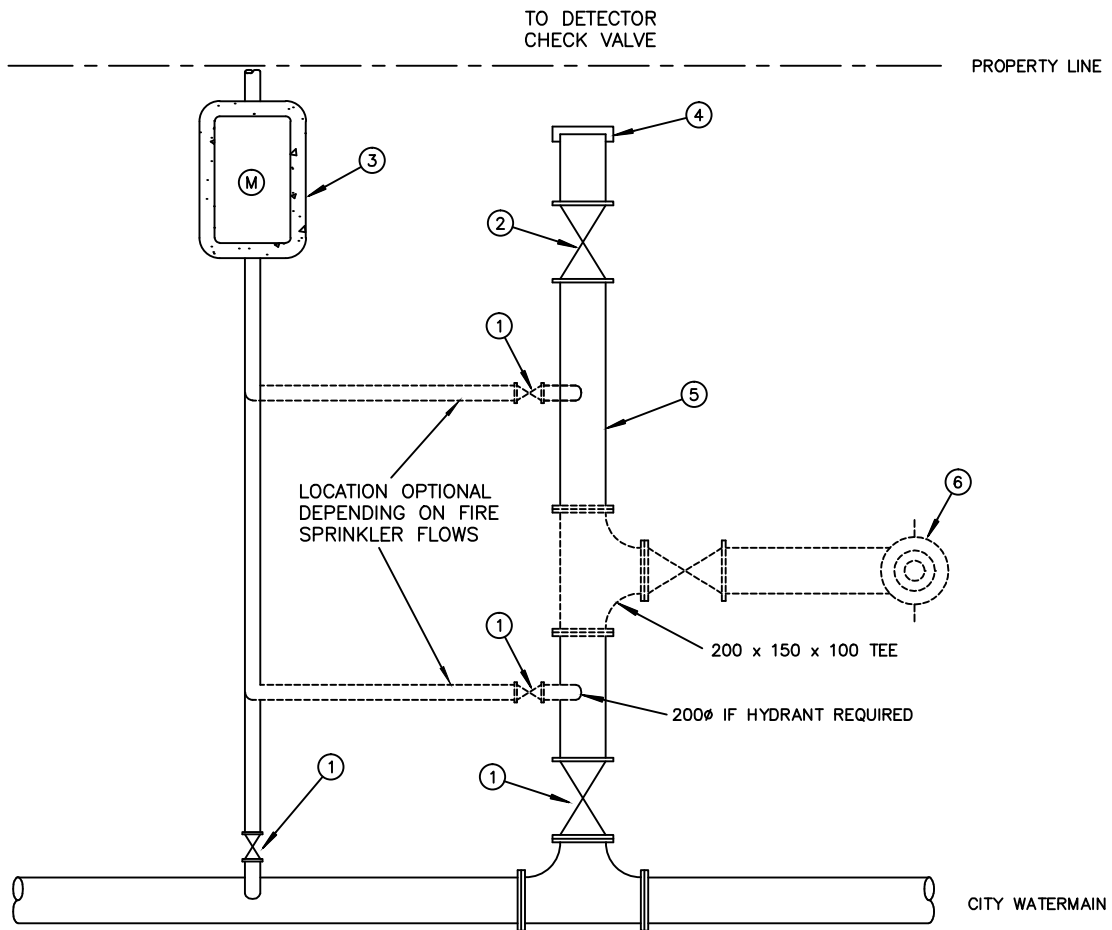 TO DETECTOR
CHECK VALVE
PROPERTY LINE
4
3
M
2
1
5
LOCATION OPTIONAL
DEPENDING ON FIRE
SPRINKLER FLOWS
6
1
200 x 150 x 100 TEE
200ø IF HYDRANT REQUIRED
1
1
CITY WATERMAIN